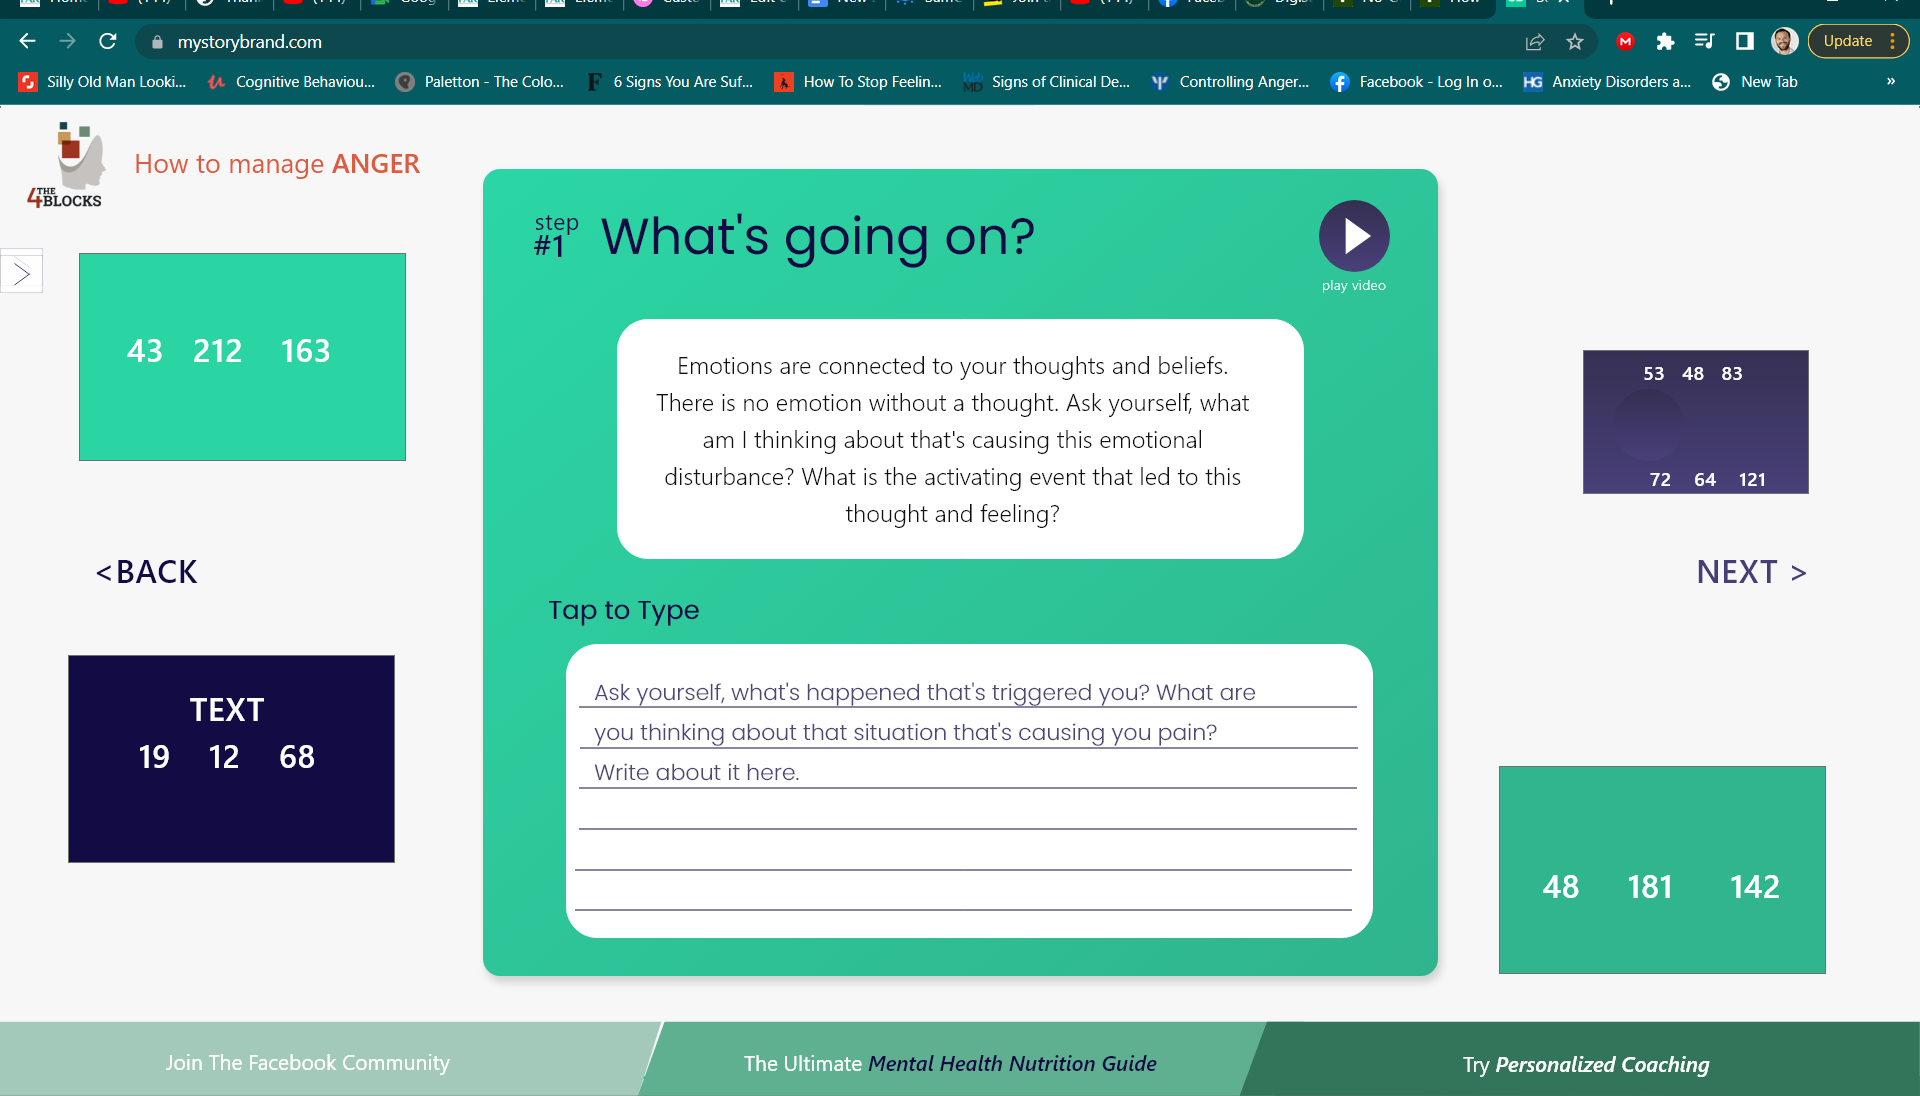 mystorybrand.com
Update
Silly Old Man Looki...
Cognitive Behaviou...
Paletton - The Colo...
6 Signs You Are Suf...
How To Stop Feelin...
Signs of Clinical De...
Controlling Anger...
Facebook - Log In o...
HG
Anxiety Disorders a...
New Tab
»
4 THE BLOCKS
How to manage ANGER
step
#1
What's going on?
play video
43 212 163
Emotions are connected to your thoughts and beliefs.
There is no emotion without a thought. Ask yourself, what
am I thinking about that's causing this emotional
disturbance? What is the activating event that led to this
thought and feeling?
53 48 83
72 64 121
<BACK
NEXT >
Tap to Type
TEXT
19 12 68
Ask yourself, what's happened that's triggered you? What are
you thinking about that situation that's causing you pain?
Write about it here.
48 181 142
Join The Facebook Community
The Ultimate Mental Health Nutrition Guide
Try Personalized Coaching